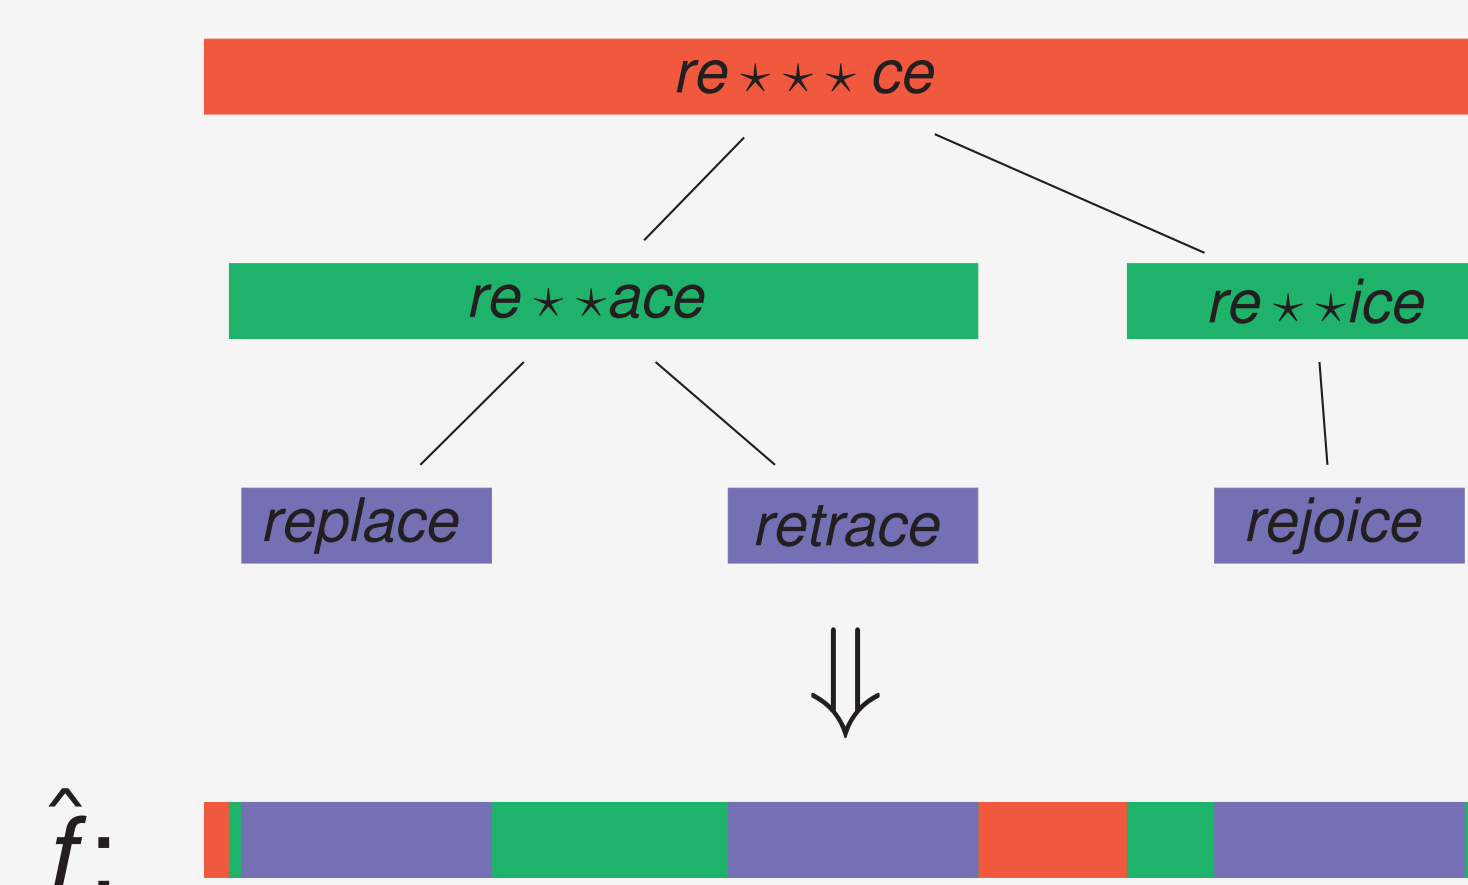 re⋆⋆⋆ce
re⋆⋆ace re⋆⋆ice
replace retrace rejoice
⇓
f̂: